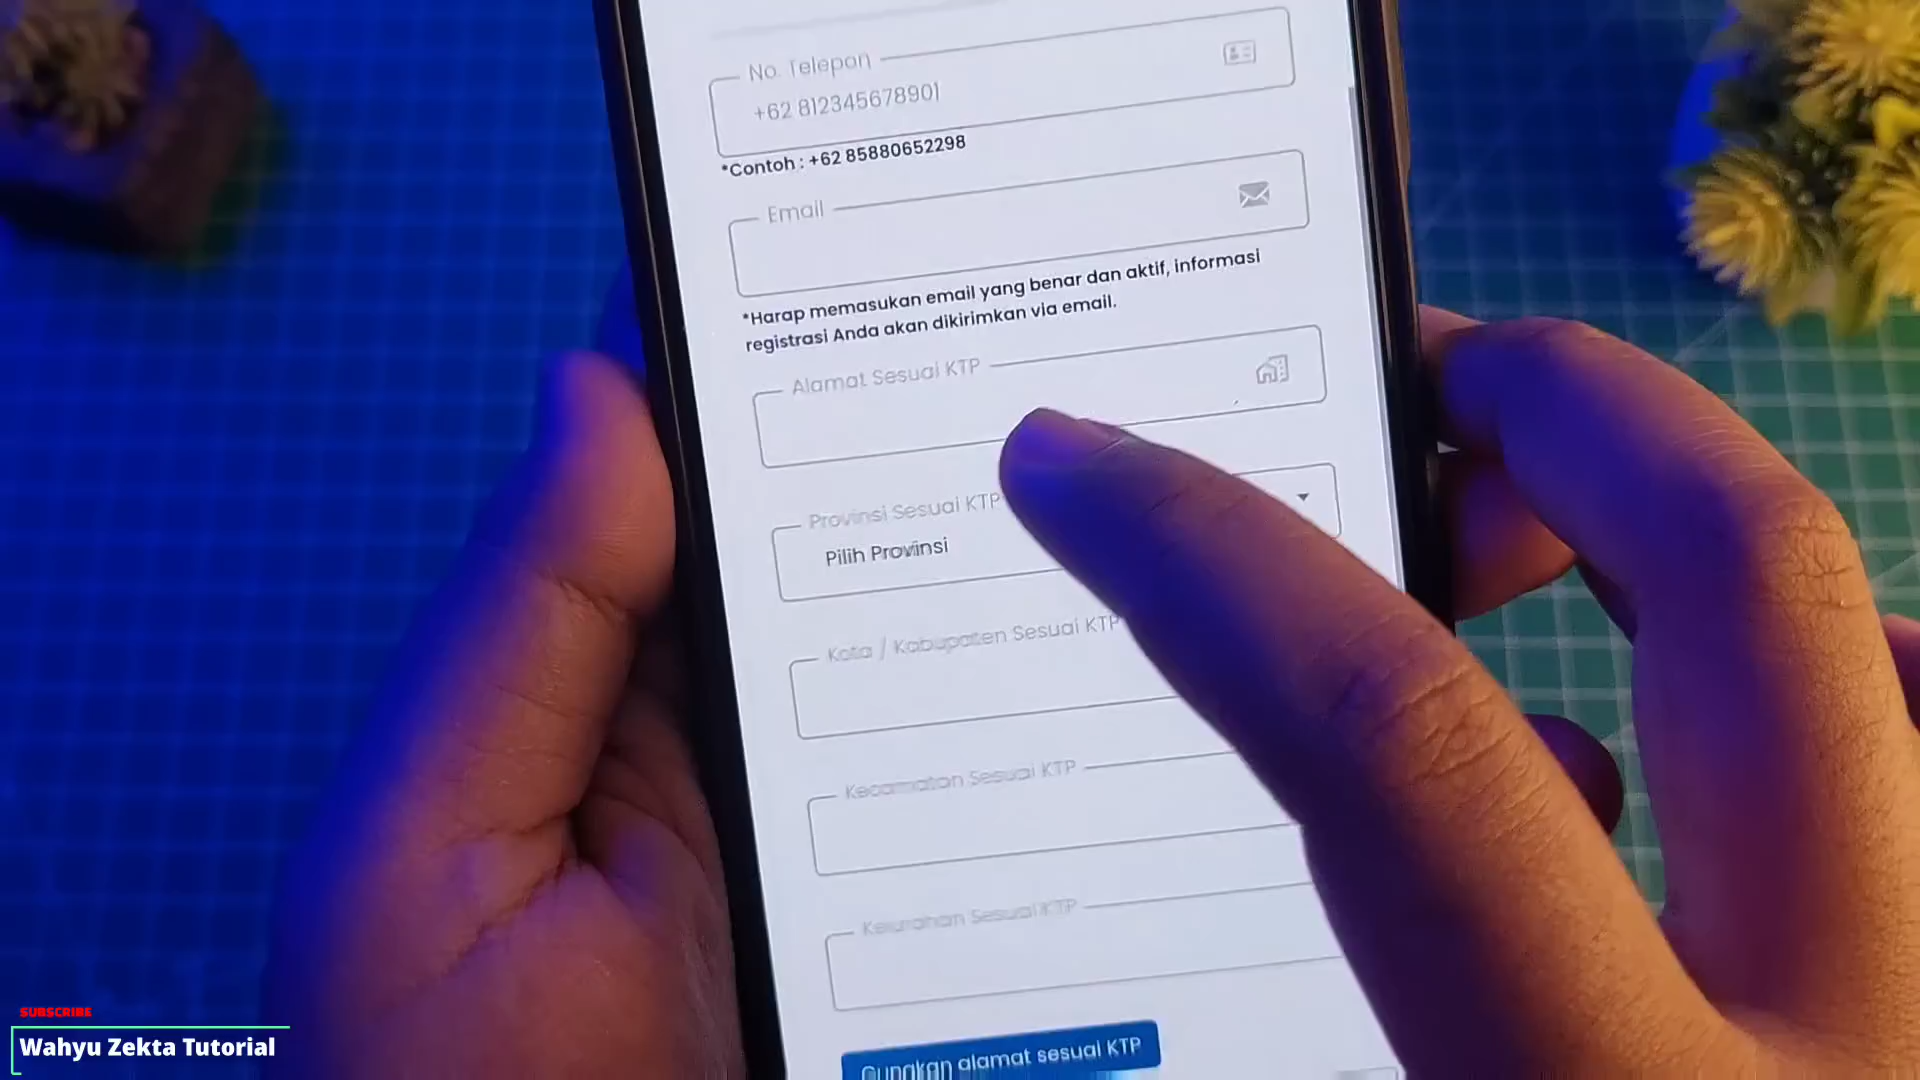 No. Telepon
+62 812345678901
*Contoh : +62 85880652298
Email
*Harap memasukan email yang benar dan aktif, informasi
registrasi Anda akan dikirimkan via email.
Alamat Sesuai KTP
Provinsi Sesuai KTP
Pilih Provinsi
Kota / Kabupaten Sesuai KTP
Kecamatan Sesuai KTP
Kelurahan Sesuai KTP
Gunakan alamat sesuai KTP
SUBSCRIBE
Wahyu Zekta Tutorial